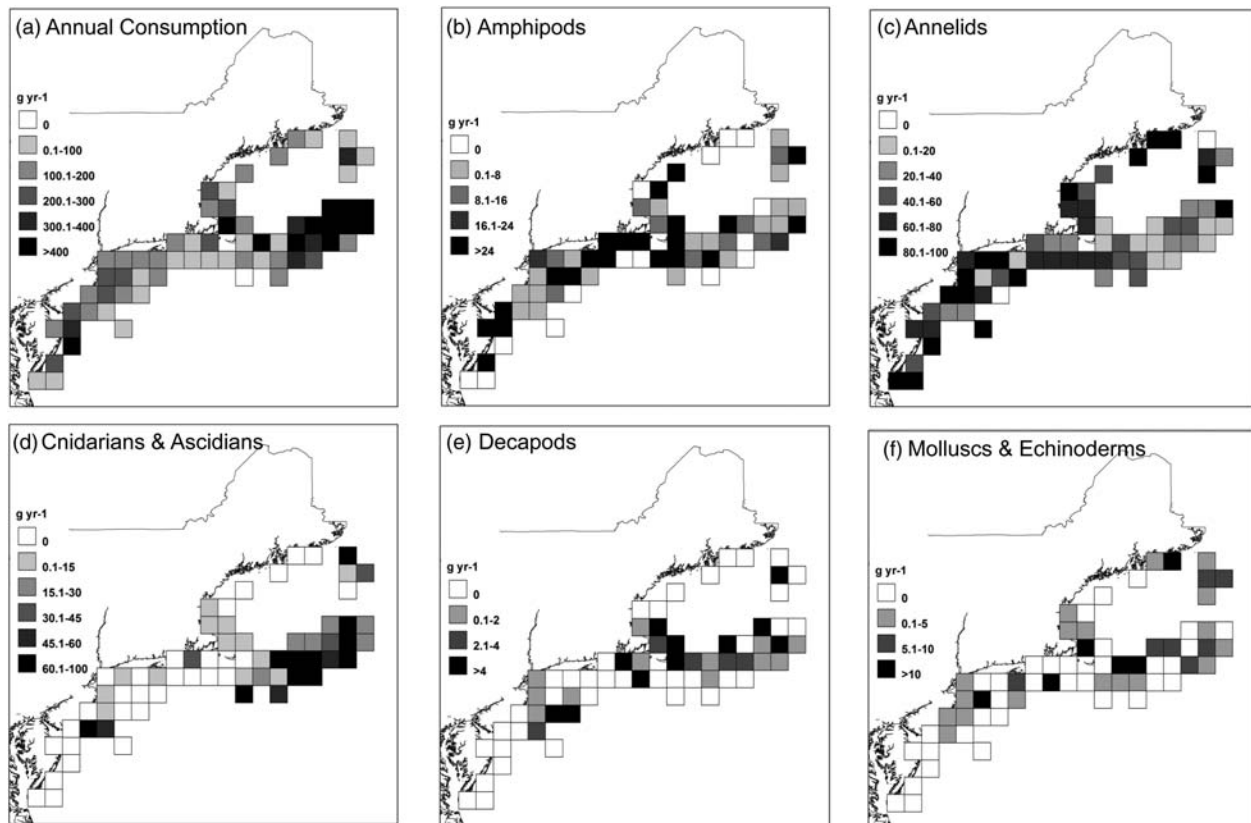 (a) Annual Consumption
g yr-1
0
0.1-100
100.1-200
200.1-300
300.1-400
>400
(b) Amphipods
g yr-1
0
0.1-8
8.1-16
16.1-24
>24
(c) Annelids
g yr-1
0
0.1-20
20.1-40
40.1-60
60.1-80
80.1-100
(d) Cnidarians & Ascidians
g yr-1
0
0.1-15
15.1-30
30.1-45
45.1-60
60.1-100
(e) Decapods
g yr-1
0
0.1-2
2.1-4
>4
(f) Molluscs & Echinoderms
g yr-1
0
0.1-5
5.1-10
>10